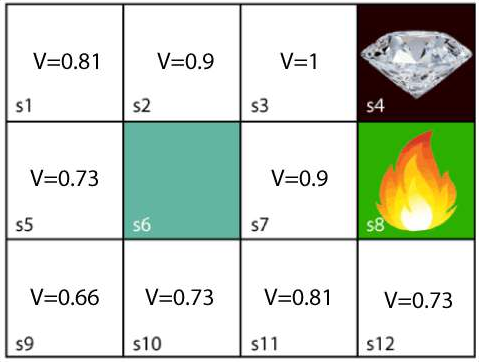 V=0.81
s1
V=0.9
s2
V=1
s3
s4
V=0.73
s5
s6
V=0.9
s7
s8
V=0.66
s9
V=0.73
s10
V=0.81
s11
V=0.73
s12